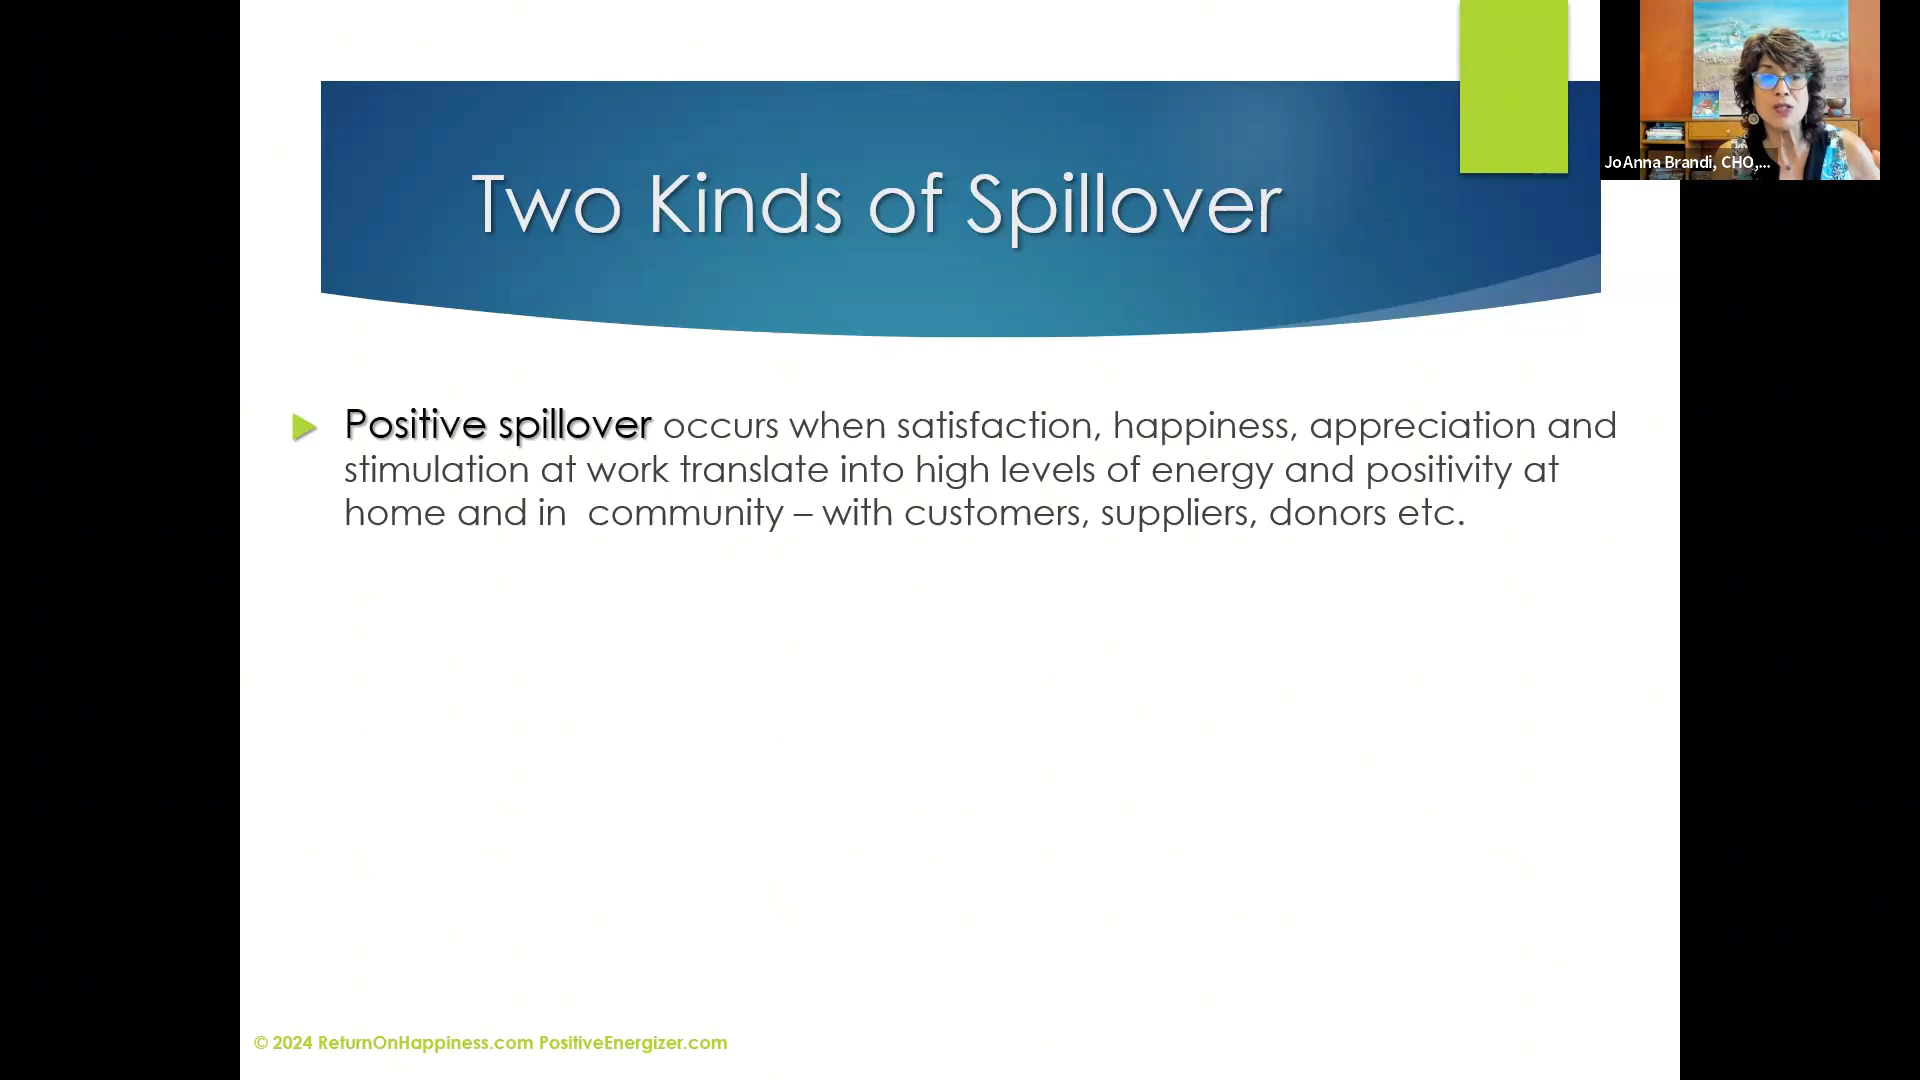 Two Kinds of Spillover
JoAnna Brandi, CHO,...
Positive spillover occurs when satisfaction, happiness, appreciation and
stimulation at work translate into high levels of energy and positivity at
home and in  community – with customers, suppliers, donors etc.
© 2024 ReturnOnHappiness.com PositiveEnergizer.com